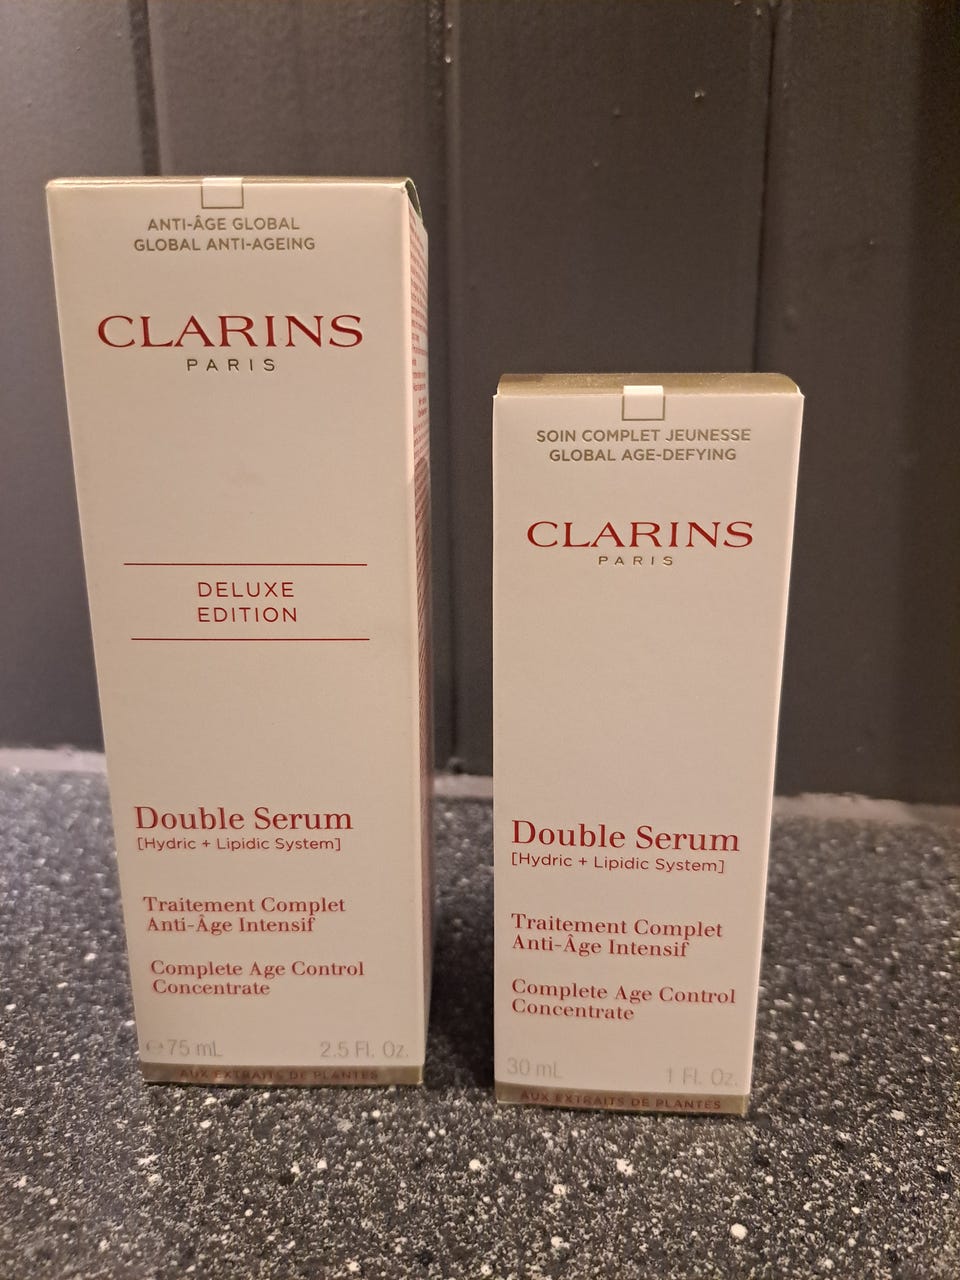 ANTI-ÂGE GLOBAL
GLOBAL ANTI-AGEING
CLARINS
PARIS
DELUXE
EDITION
Double Serum
[Hydric + Lipidic System]
Traitement Complet
Anti-Âge Intensif
Complete Age Control
Concentrate
℮ 75 mL 2.5 Fl. Oz.
AUX EXTRAITS DE PLANTES
SOIN COMPLET JEUNESSE
GLOBAL AGE-DEFYING
CLARINS
PARIS
Double Serum
[Hydric + Lipidic System]
Traitement Complet
Anti-Âge Intensif
Complete Age Control
Concentrate
30 mL 1 Fl. Oz.
AUX EXTRAITS DE PLANTES